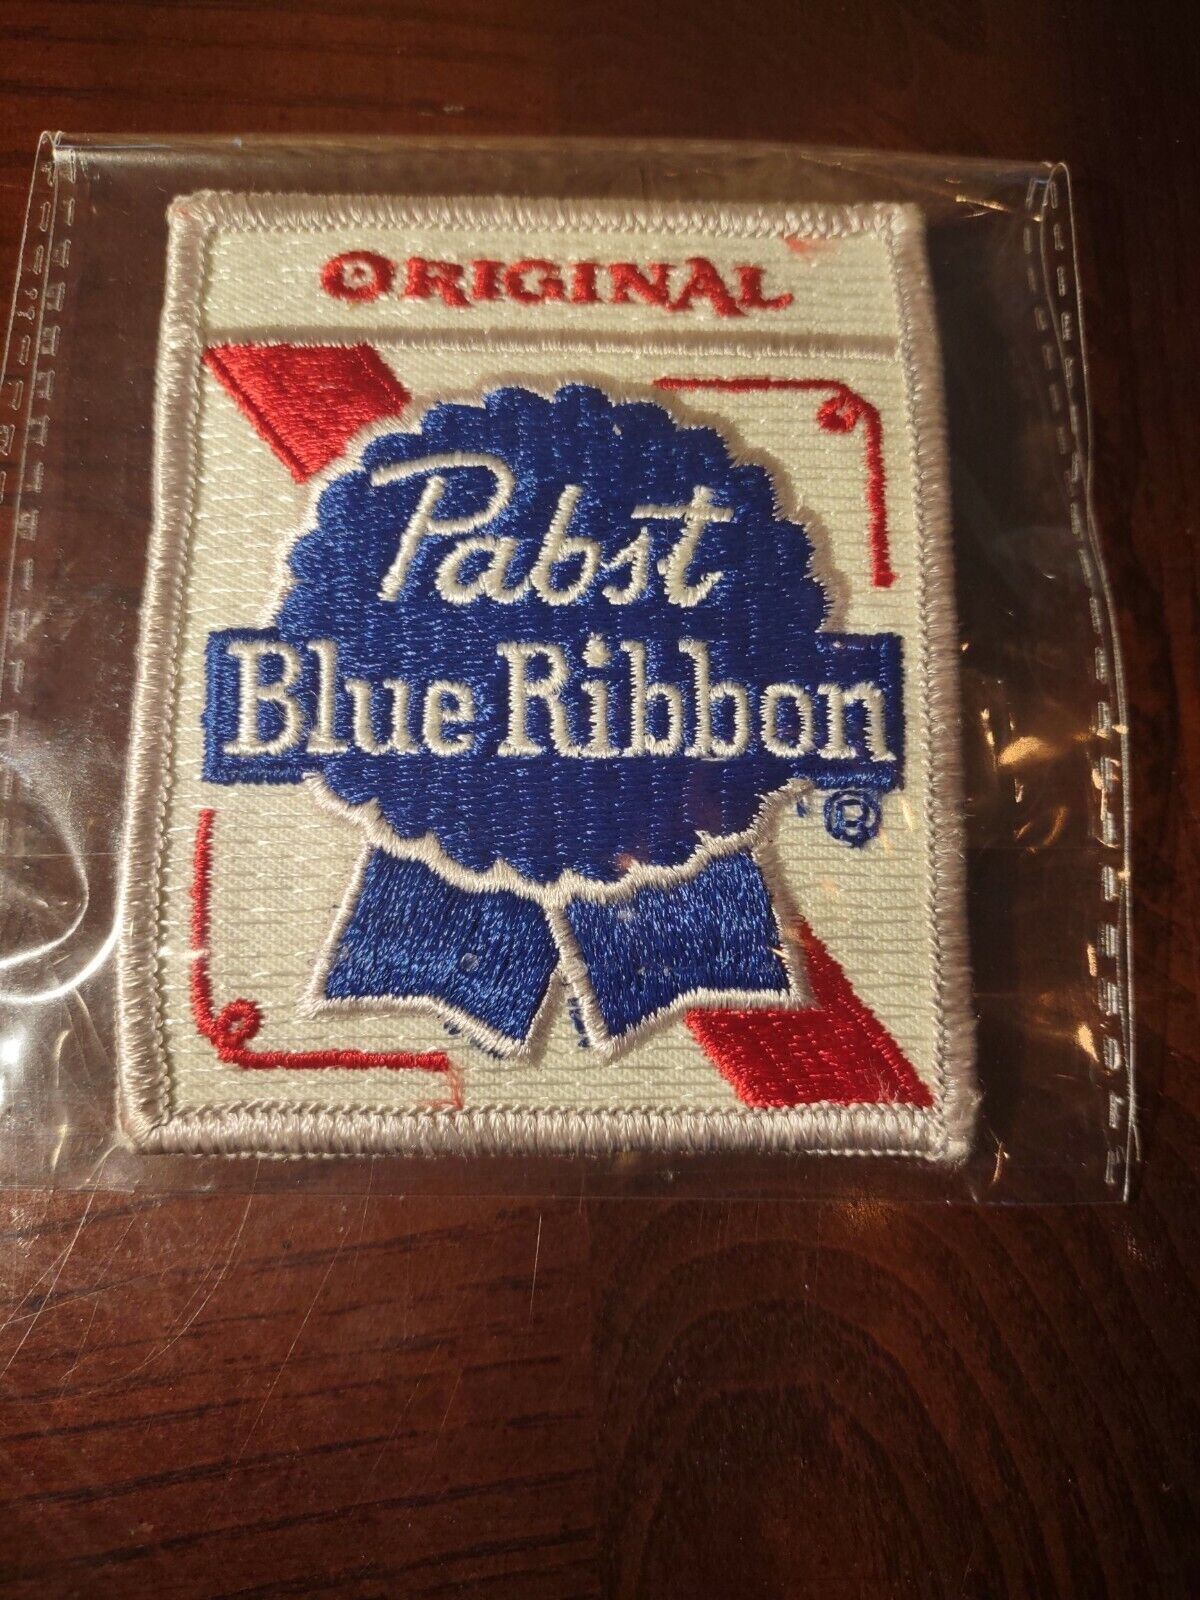 ORIGINAL
Pabst
Blue Ribbon
®